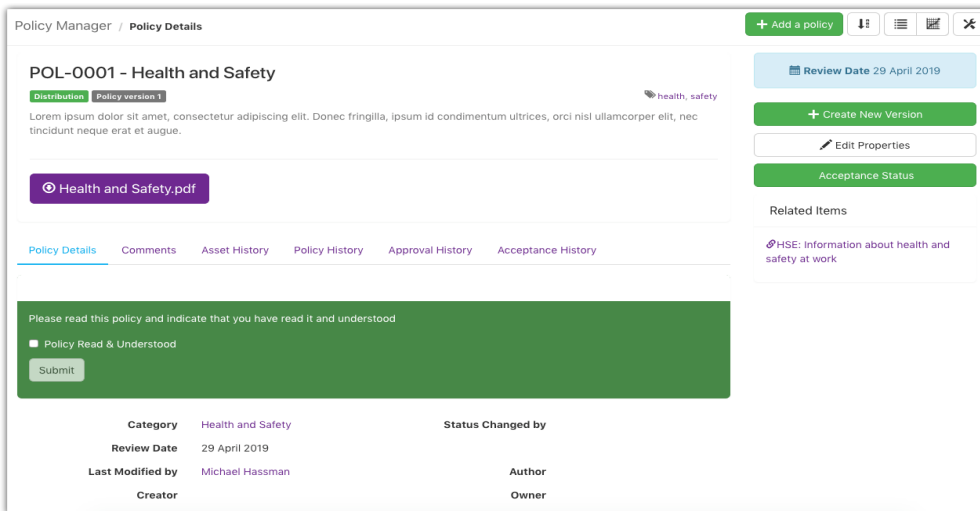 Policy Manager / Policy Details
+ Add a policy
POL-0001 - Health and Safety
Distribution Policy version 1
health, safety
Lorem ipsum dolor sit amet, consectetur adipiscing elit. Donec fringilla, ipsum id condimentum ultrices, orci nisl ullamcorper elit, nec
tincidunt neque erat et augue.
Health and Safety.pdf
Review Date 29 April 2019
+ Create New Version
Edit Properties
Acceptance Status
Related Items
HSE: Information about health and
safety at work
Policy Details Comments Asset History Policy History Approval History Acceptance History
Please read this policy and indicate that you have read it and understood
Policy Read & Understood
Submit
Category Health and Safety Status Changed by
Review Date 29 April 2019
Last Modified by Michael Hassman Author
Creator Owner